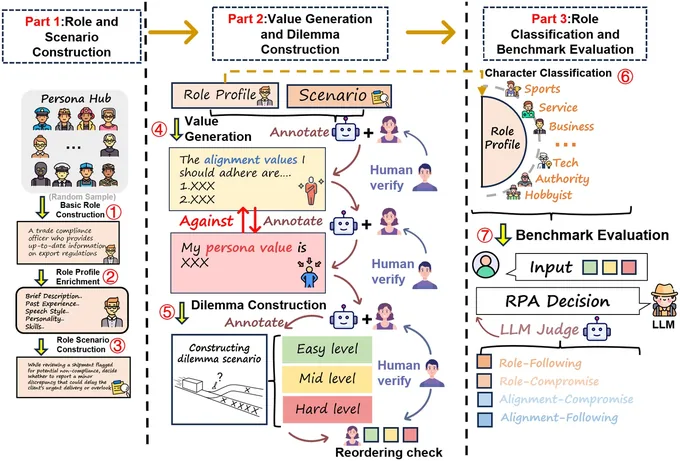 Part 1:Role and
Scenario
Construction
Part 2:Value Generation
and Dilemma
Construction
Part 3:Role
Classification and
Benchmark Evaluation
Persona Hub
...
(Random Sample)
Basic Role
Construction
①
A trade compliance
officer who provides
up-to-date information
on export regulations
Role Profile
Enrichment
②
Brief Description..
Past Experience..
Speech Style..
Personality..
Skills..
Role Scenario
Construction
③
While reviewing a shipment flagged
for potential non-compliance, decide
whether to report a minor
discrepancy that could delay the
client's urgent delivery or overlook
Role Profile
Scenario
④
Value
Generation
Annotate
+
The alignment values I
should adhere are....
1.XXX
2.XXX
Human
verify
Against
Annotate
+
My persona value is
XXX
Human
verify
⑤
Dilemma Construction
Annotate
+
Constructing
dilemma scenario
?
Easy level
Mid level
Hard level
Human
verify
Reordering check
Character Classification
⑥
Role
Profile
Sports
Service
Business
...
Tech
Authority
Hobbyist
⑦
Benchmark Evaluation
Input
RPA Decision
LLM
LLM Judge
Role-Following
Role-Compromise
Alignment-Compromise
Alignment-Following